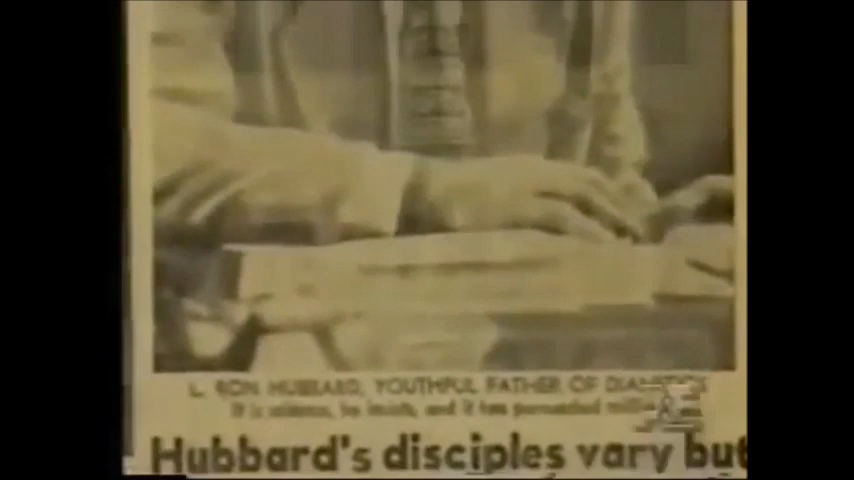 L. RON HUBBARD, YOUTHFUL FATHER OF DIANETICS
It is science, he insists, and it has persuaded
Hubbard's disciples vary but